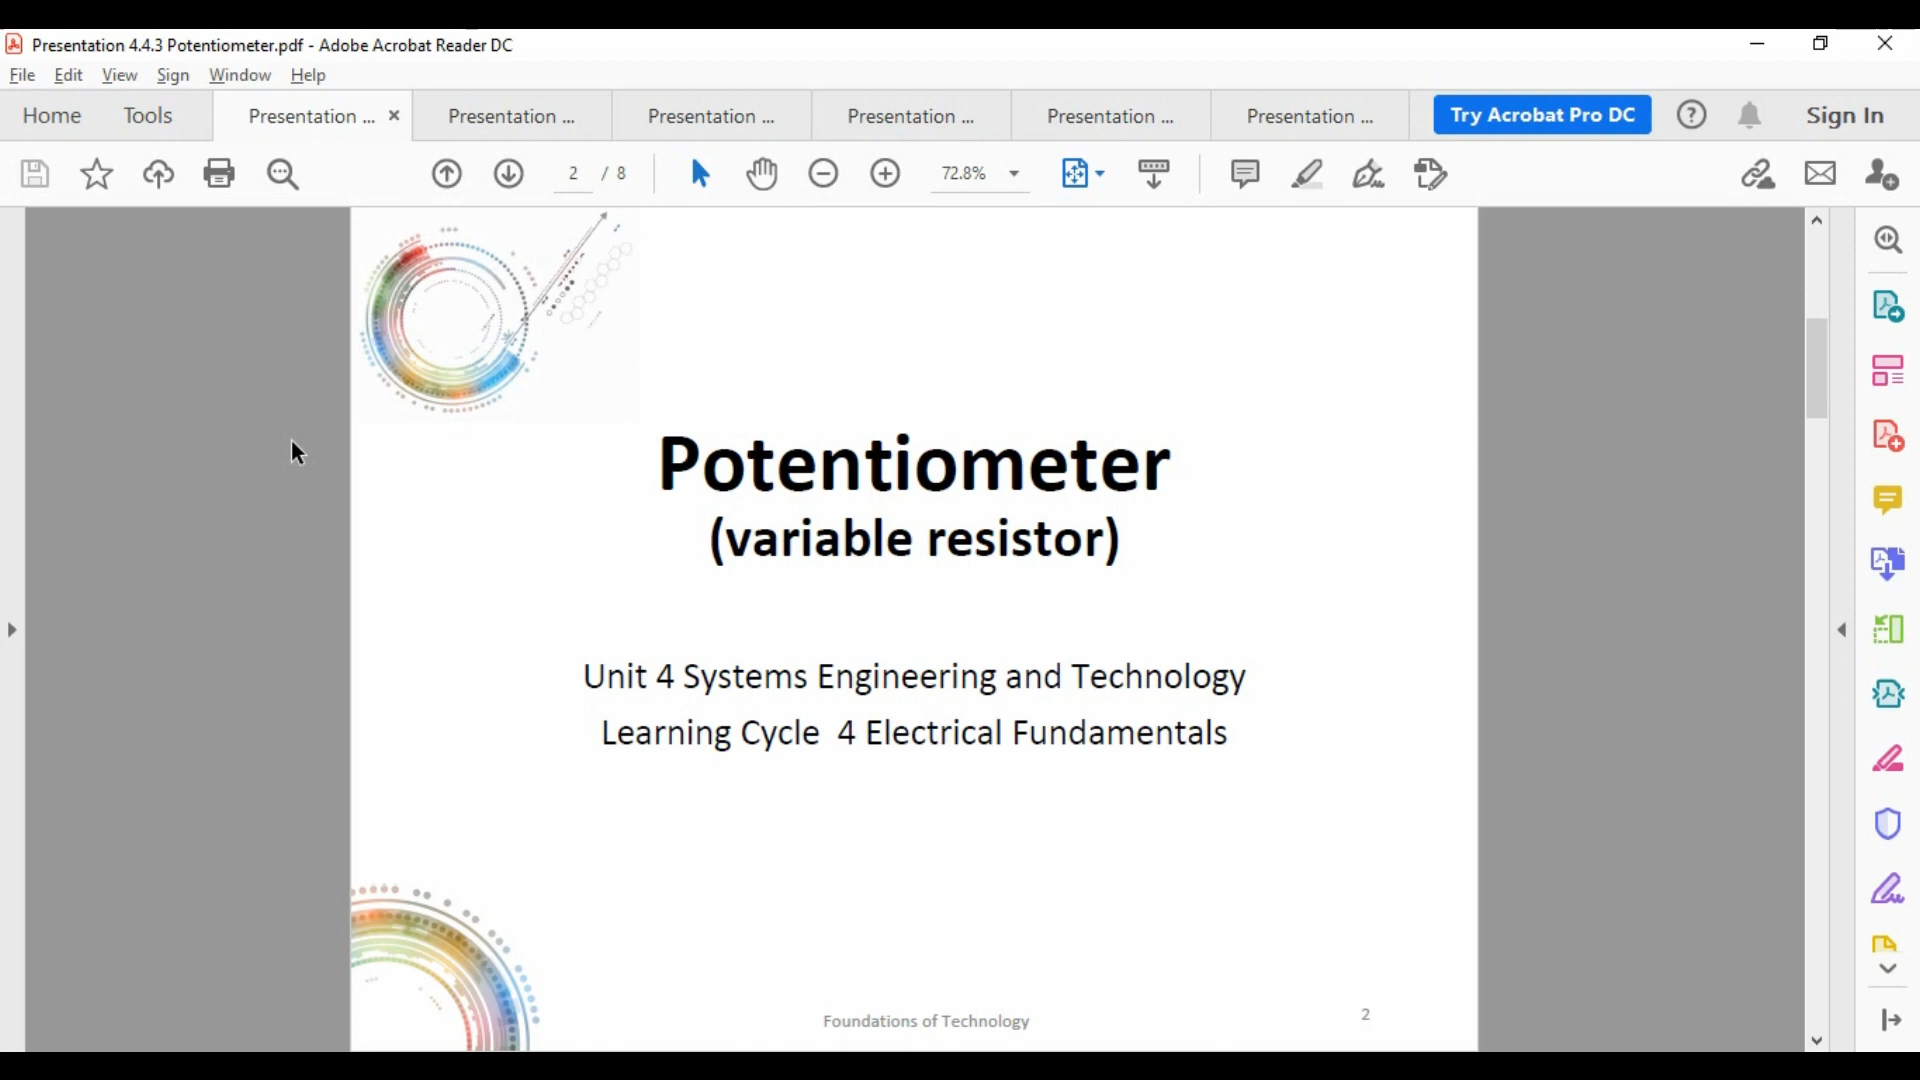 Presentation 4.4.3 Potentiometer.pdf - Adobe Acrobat Reader DC
File Edit View Sign Window Help
Home Tools Presentation ... × Presentation ... Presentation ... Presentation ... Presentation ... Presentation ... Try Acrobat Pro DC ? Sign In
2 / 8 72.8%
Potentiometer
(variable resistor)
Unit 4 Systems Engineering and Technology
Learning Cycle 4 Electrical Fundamentals
Foundations of Technology 2